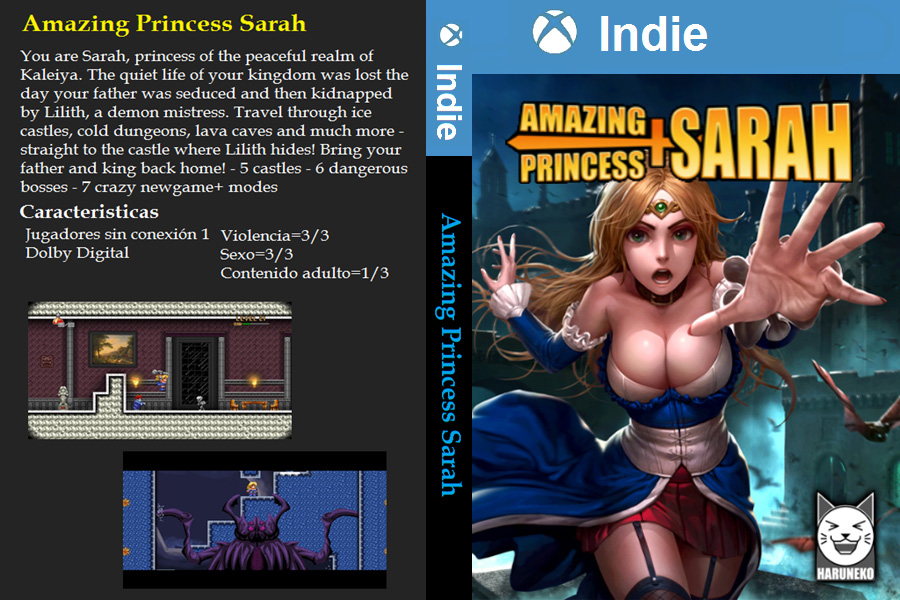 Amazing Princess Sarah
You are Sarah, princess of the peaceful realm of
Kaleiya. The quiet life of your kingdom was lost the
day your father was seduced and then kidnapped
by Lilith, a demon mistress. Travel through ice
castles, cold dungeons, lava caves and much more -
straight to the castle where Lilith hides! Bring your
father and king back home! - 5 castles - 6 dangerous
bosses - 7 crazy newgame+ modes
Caracteristicas
Jugadores sin conexión 1
Dolby Digital
Violencia=3/3
Sexo=3/3
Contenido adulto=1/3
Indie
Amazing Princess Sarah
Indie
AMAZING
PRINCESS
SARAH
HARUNEKO